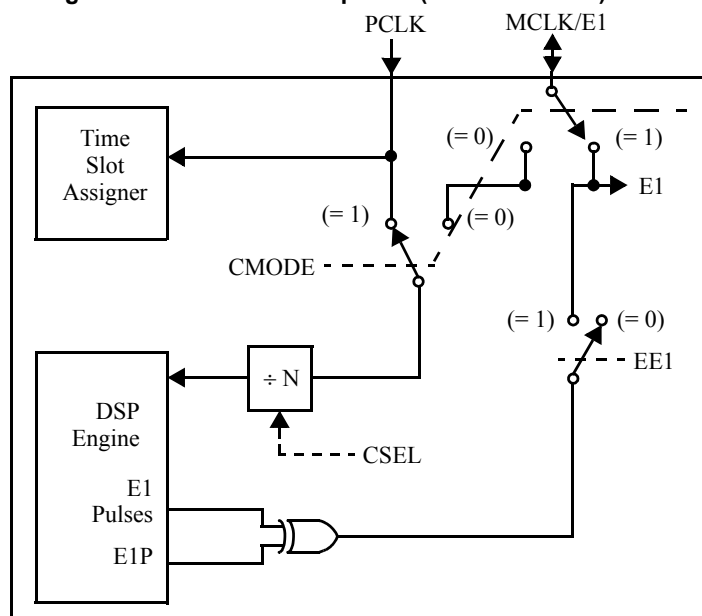 PCLK
MCLK/E1
Time
Slot
Assigner
(= 0)
(= 1)
E1
(= 1)
(= 0)
CMODE
(= 1)
(= 0)
EE1
÷ N
DSP
Engine
CSEL
E1
Pulses
E1P